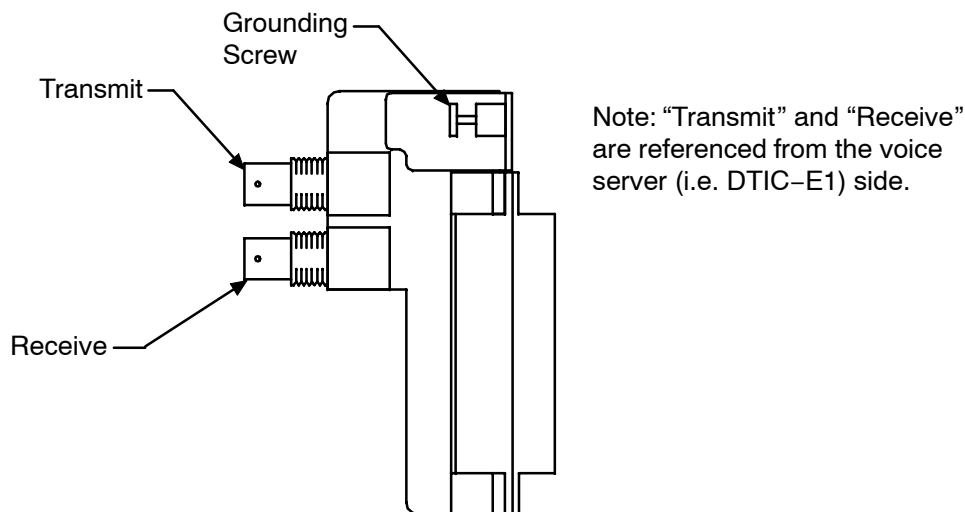 Grounding
Screw
Transmit
Note: “Transmit” and “Receive”
are referenced from the voice
server (i.e. DTIC−E1) side.
Receive